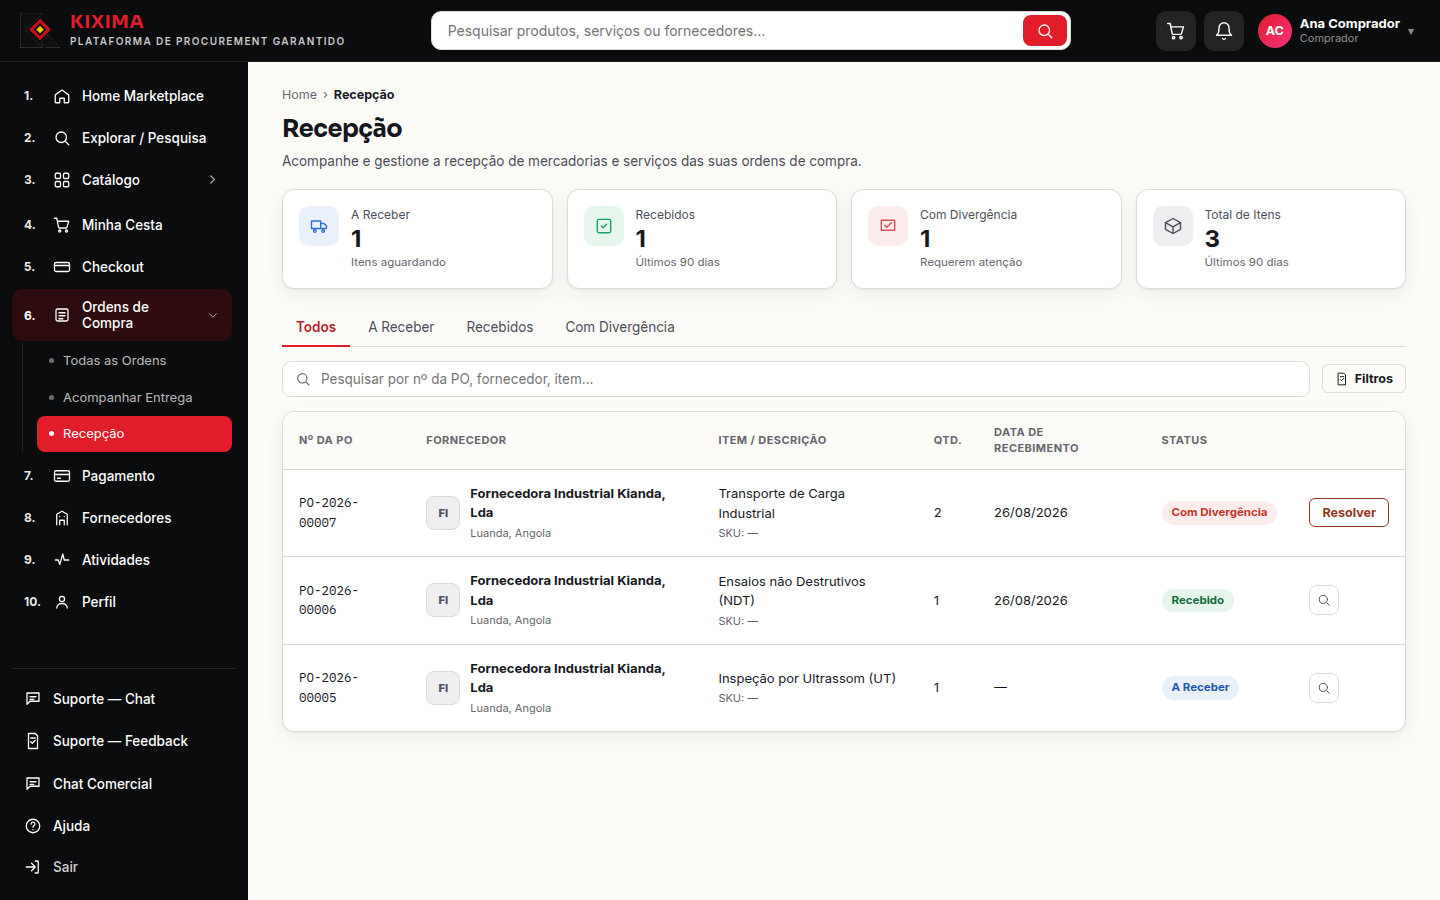 KIXIMA
PLATAFORMA DE PROCUREMENT GARANTIDO
Pesquisar produtos, serviços ou fornecedores...
AC
Ana Comprador
Comprador
1. Home Marketplace
2. Explorar / Pesquisa
3. Catálogo
4. Minha Cesta
5. Checkout
6. Ordens de
Compra
Todas as Ordens
Acompanhar Entrega
Recepção
7. Pagamento
8. Fornecedores
9. Atividades
10. Perfil
Suporte — Chat
Suporte — Feedback
Chat Comercial
Ajuda
Sair
Home › Recepção
Recepção
Acompanhe e gestione a recepção de mercadorias e serviços das suas ordens de compra.
A Receber
1
Itens aguardando
Recebidos
1
Últimos 90 dias
Com Divergência
1
Requerem atenção
Total de Itens
3
Últimos 90 dias
Todos A Receber Recebidos Com Divergência
Pesquisar por nº da PO, fornecedor, item...
Filtros
Nº DA PO FORNECEDOR ITEM / DESCRIÇÃO QTD. DATA DE RECEBIMENTO STATUS
PO-2026-
00007
FI
Fornecedora Industrial Kianda,
Lda
Luanda, Angola
Transporte de Carga
Industrial
SKU: —
2
26/08/2026
Com Divergência
Resolver
PO-2026-
00006
FI
Fornecedora Industrial Kianda,
Lda
Luanda, Angola
Ensaios não Destrutivos
(NDT)
SKU: —
1
26/08/2026
Recebido
PO-2026-
00005
FI
Fornecedora Industrial Kianda,
Lda
Luanda, Angola
Inspeção por Ultrassom (UT)
SKU: —
1
—
A Receber